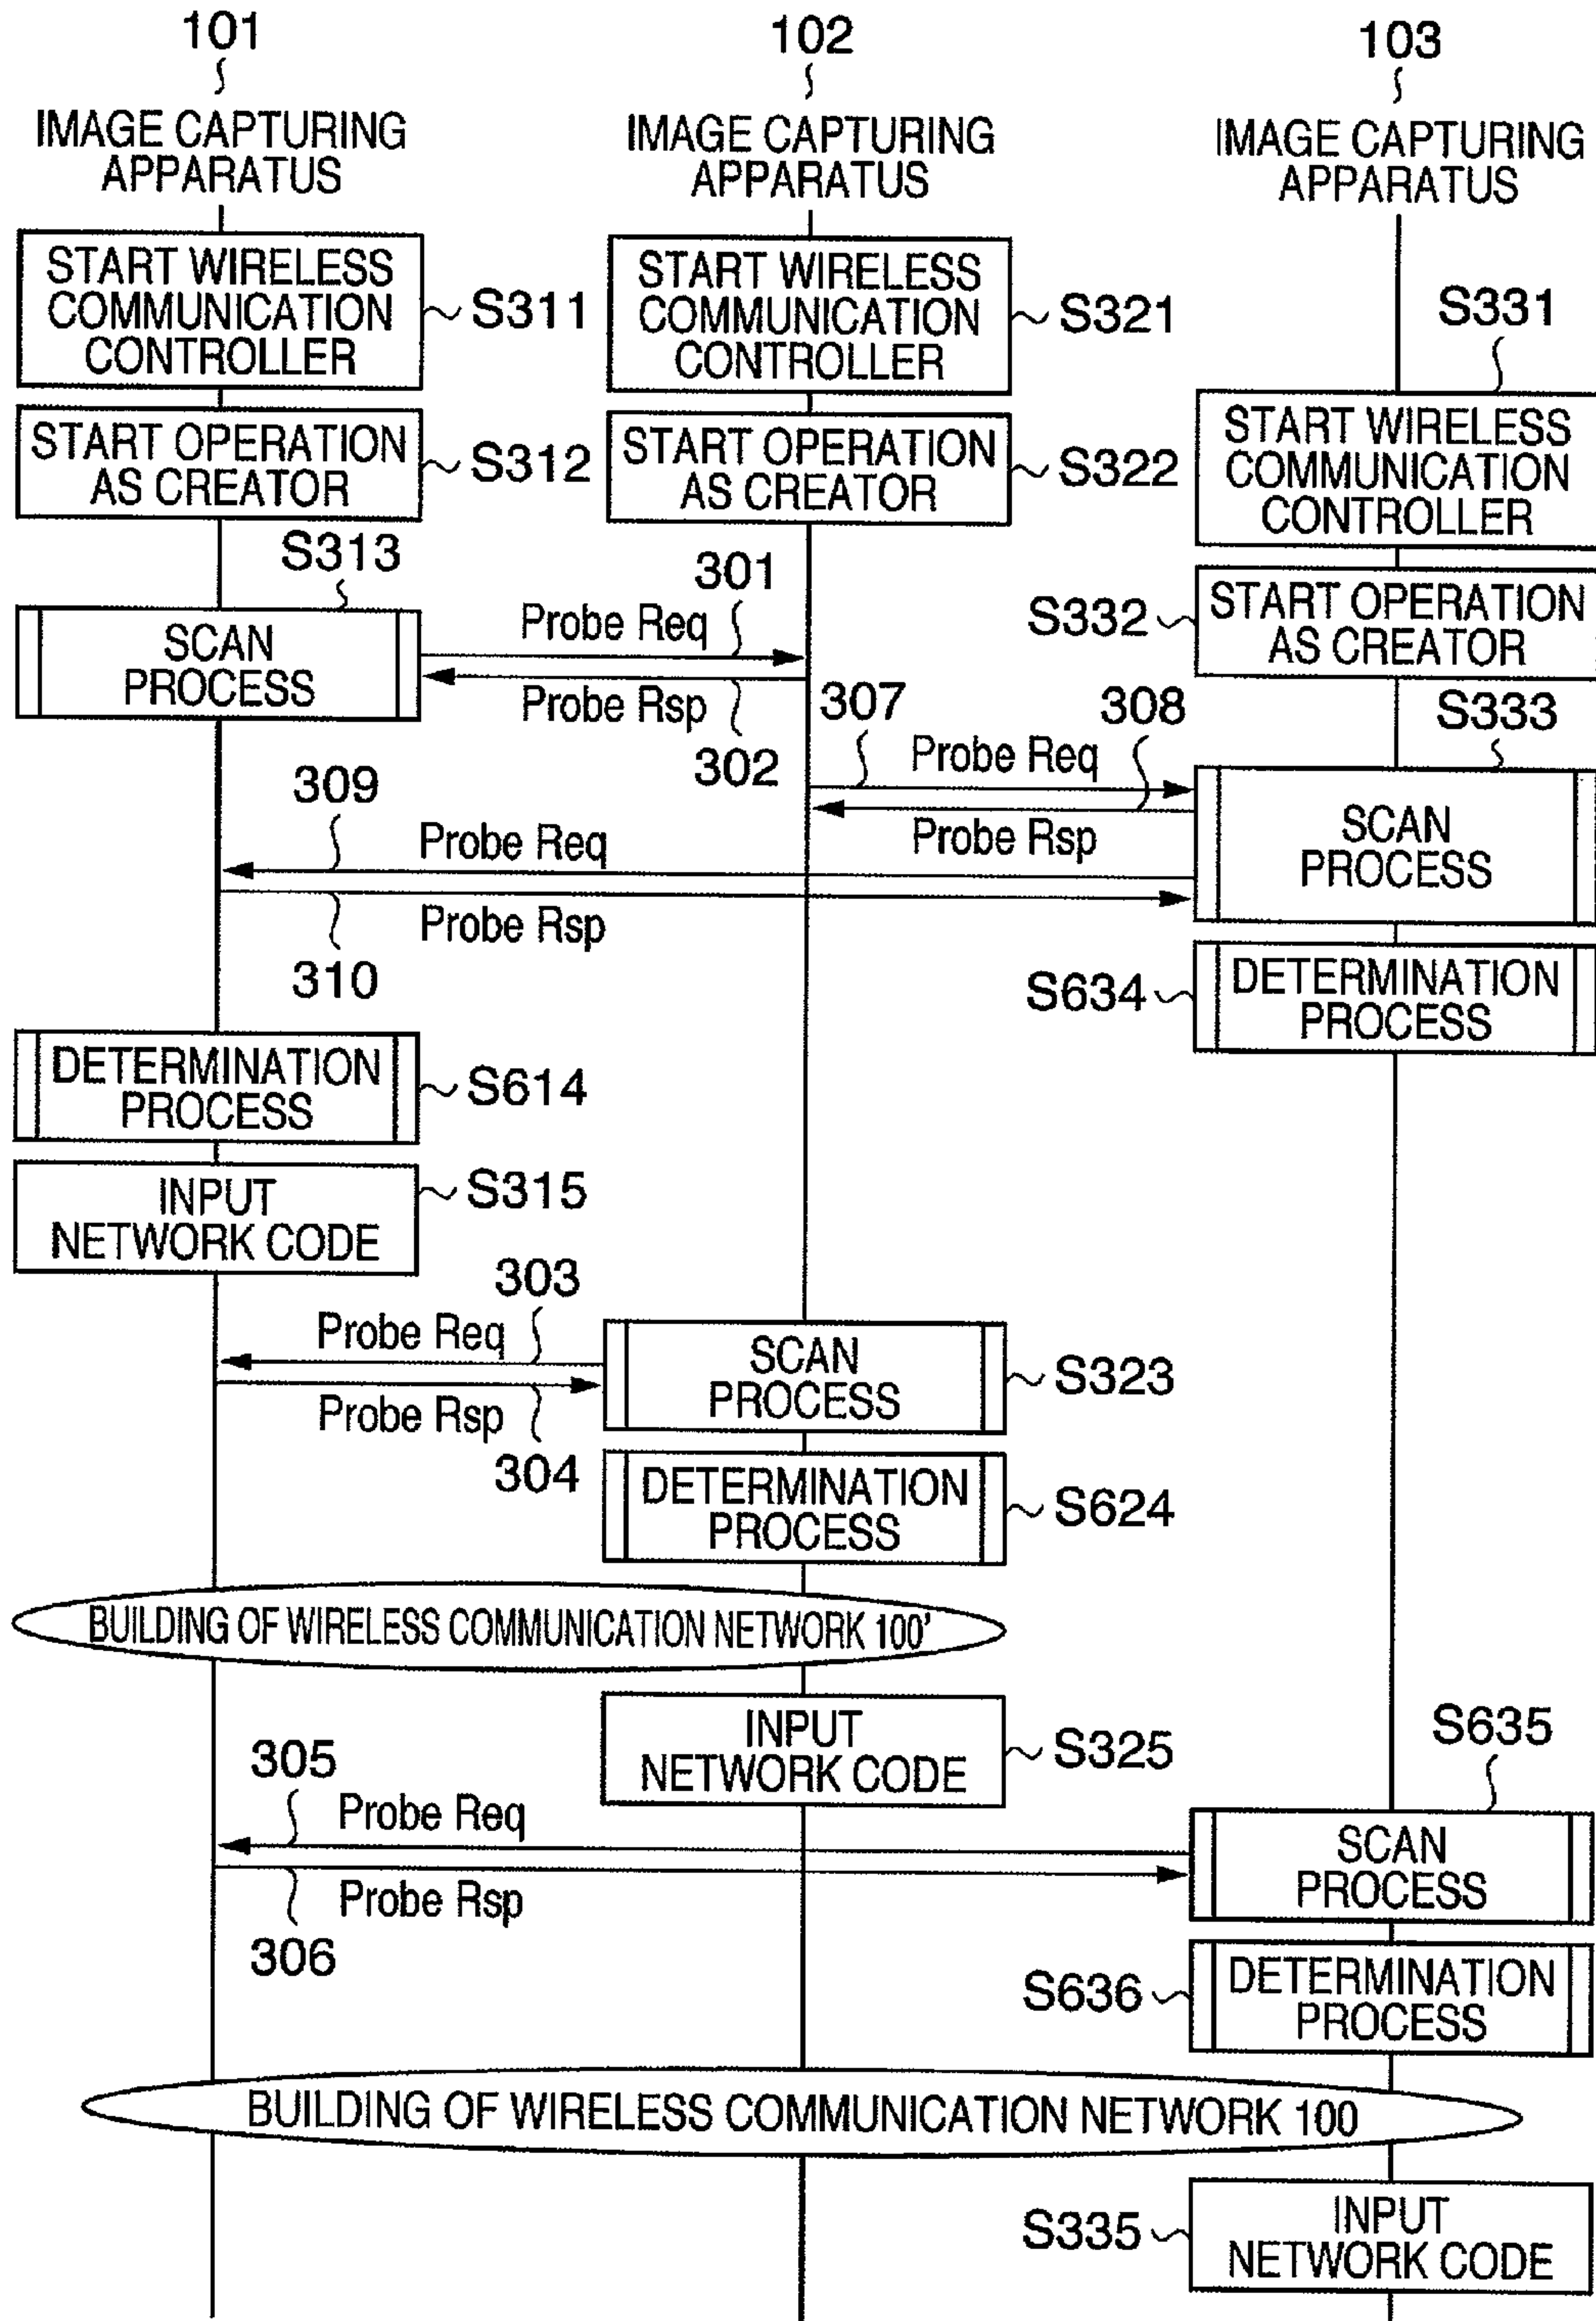 101
102
103
IMAGE CAPTURING
APPARATUS
IMAGE CAPTURING
APPARATUS
IMAGE CAPTURING
APPARATUS
START WIRELESS
COMMUNICATION
CONTROLLER
S311
START WIRELESS
COMMUNICATION
CONTROLLER
S321
S331
START OPERATION
AS CREATOR
S312
START OPERATION
AS CREATOR
S322
START WIRELESS
COMMUNICATION
CONTROLLER
S313
301
S332
START OPERATION
AS CREATOR
SCAN
PROCESS
Probe Req
Probe Rsp
302
307
308
S333
Probe Req
Probe Rsp
SCAN
PROCESS
309
Probe Req
Probe Rsp
310
S634
DETERMINATION
PROCESS
DETERMINATION
PROCESS
S614
INPUT
NETWORK CODE
S315
303
Probe Req
Probe Rsp
304
SCAN
PROCESS
S323
DETERMINATION
PROCESS
S624
BUILDING OF WIRELESS COMMUNICATION NETWORK 100'
INPUT
NETWORK CODE
S325
S635
305
Probe Req
Probe Rsp
306
SCAN
PROCESS
S636
DETERMINATION
PROCESS
BUILDING OF WIRELESS COMMUNICATION NETWORK 100
S335
INPUT
NETWORK CODE